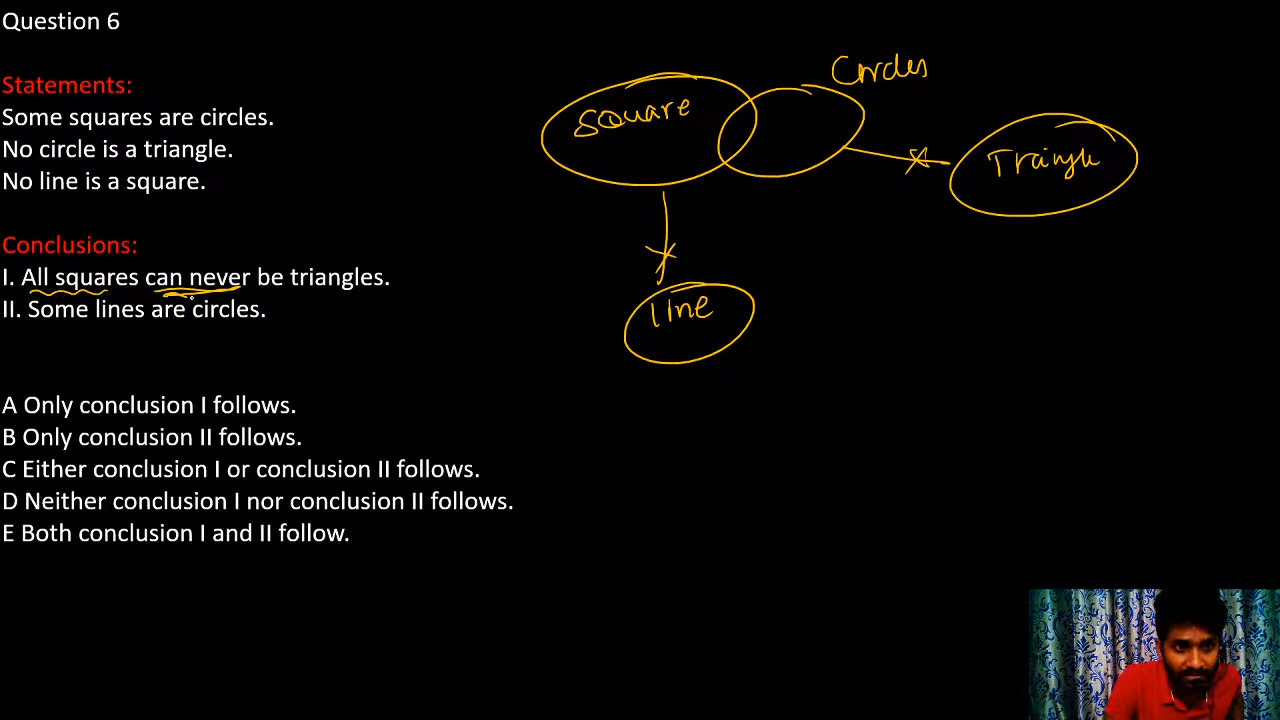 Question 6
Statements:
Some squares are circles.
No circle is a triangle.
No line is a square.
Conclusions:
I. All squares can never be triangles.
II. Some lines are circles.
A Only conclusion I follows.
B Only conclusion II follows.
C Either conclusion I or conclusion II follows.
D Neither conclusion I nor conclusion II follows.
E Both conclusion I and II follow.
Circles
Square
Traingle
line